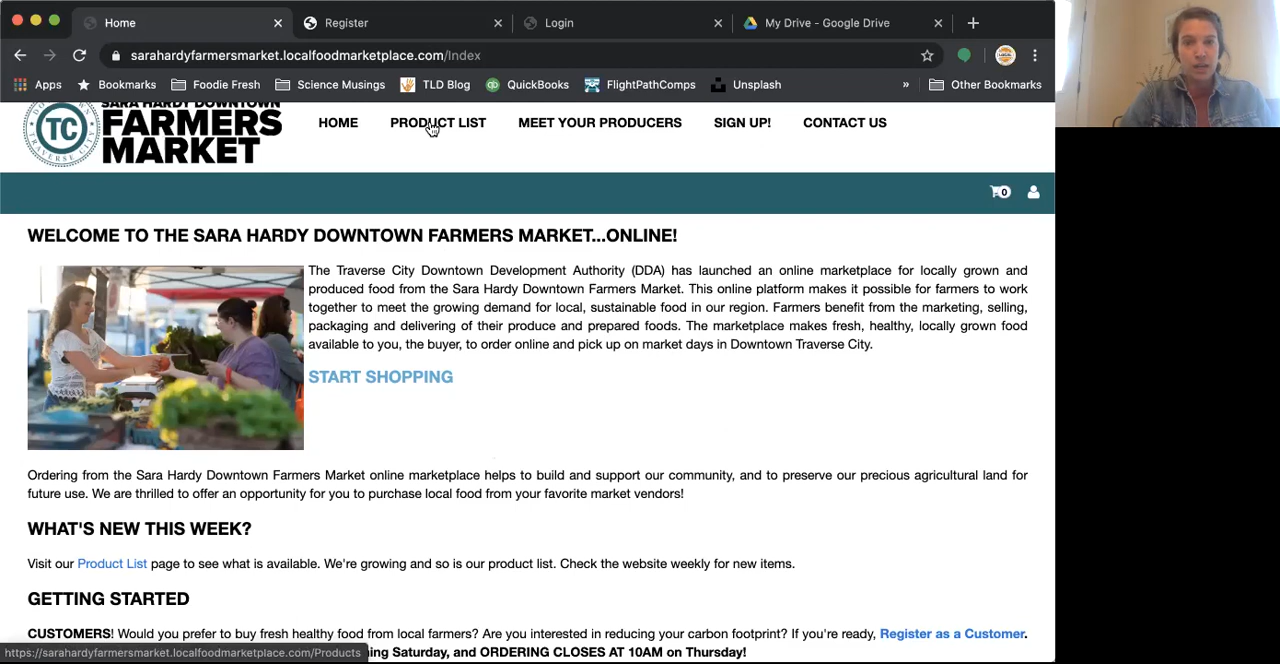 Home
Register
Login
My Drive - Google Drive
sarahardyfarmersmarket.localfoodmarketplace.com/Index
Apps
Bookmarks
Foodie Fresh
Science Musings
TLD Blog
QuickBooks
FlightPathComps
Unsplash
»
Other Bookmarks
TC
SARA HARDY DOWNTOWN
FARMERS
MARKET
HOME
PRODUCT LIST
MEET YOUR PRODUCERS
SIGN UP!
CONTACT US
0
WELCOME TO THE SARA HARDY DOWNTOWN FARMERS MARKET...ONLINE!
The Traverse City Downtown Development Authority (DDA) has launched an online marketplace for locally grown and
produced food from the Sara Hardy Downtown Farmers Market. This online platform makes it possible for farmers to work
together to meet the growing demand for local, sustainable food in our region. Farmers benefit from the marketing, selling,
packaging and delivering of their produce and prepared foods. The marketplace makes fresh, healthy, locally grown food
available to you, the buyer, to order online and pick up on market days in Downtown Traverse City.
START SHOPPING
Ordering from the Sara Hardy Downtown Farmers Market online marketplace helps to build and support our community, and to preserve our precious agricultural land for
future use. We are thrilled to offer an opportunity for you to purchase local food from your favorite market vendors!
WHAT'S NEW THIS WEEK?
Visit our Product List page to see what is available. We're growing and so is our product list. Check the website weekly for new items.
GETTING STARTED
CUSTOMERS! Would you prefer to buy fresh healthy food from local farmers? Are you interested in reducing your carbon footprint? If you're ready, Register as a Customer.
https://sarahardyfarmersmarket.localfoodmarketplace.com/Products
ing Saturday, and ORDERING CLOSES AT 10AM on Thursday!